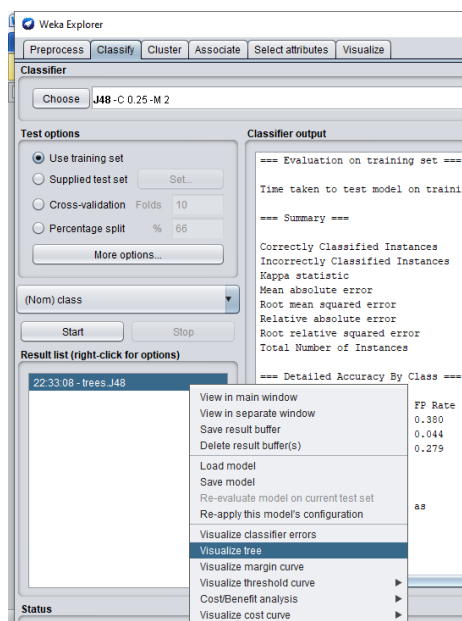 Weka Explorer
Preprocess Classify Cluster Associate Select attributes Visualize
Classifier
Choose J48 -C 0.25 -M 2
Test options
Use training set
Supplied test set Set...
Cross-validation Folds 10
Percentage split % 66
More options...
(Nom) class
Start Stop
Result list (right-click for options)
22:33:08 - trees.J48
Classifier output
=== Evaluation on training set ===
Time taken to test model on traini
=== Summary ===
Correctly Classified Instances
Incorrectly Classified Instances
Kappa statistic
Mean absolute error
Root mean squared error
Relative absolute error
Root relative squared error
Total Number of Instances
=== Detailed Accuracy By Class ===
FP Rate
0.380
0.044
0.279
as
View in main window
View in separate window
Save result buffer
Delete result buffer(s)
Load model
Save model
Re-evaluate model on current test set
Re-apply this model's configuration
Visualize classifier errors
Visualize tree
Visualize margin curve
Visualize threshold curve
Cost/Benefit analysis
Visualize cost curve
Status